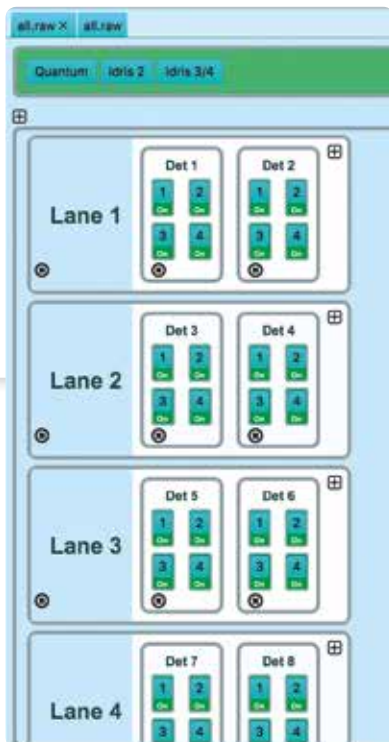 all.raw × all.raw
Quantum Idris 2 Idris 3/4
Det 1 Det 2
1 2 1 2
On On On On
Lane 1
3 4 3 4
On On On On
Det 3 Det 4
1 2 1 2
On On On On
Lane 2
3 4 3 4
On On On On
Det 5 Det 6
1 2 1 2
On On On On
Lane 3
3 4 3 4
On On On On
Det 7 Det 8
1 2 1 2
On On On On
Lane 4
3 4 3 4